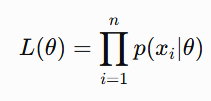 L(θ) = ∏_{i=1}^{n} p(x_i|θ)